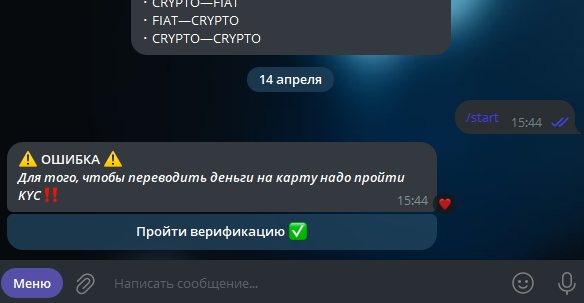 · CRYPTO—FIAT
· FIAT—CRYPTO
· CRYPTO—CRYPTO
14 апреля
/start 15:44
⚠️ ОШИБКА ⚠️
Для того, чтобы переводить деньги на карту надо пройти
KYC‼️
15:44
Пройти верификацию ✅
Меню Написать сообщение...